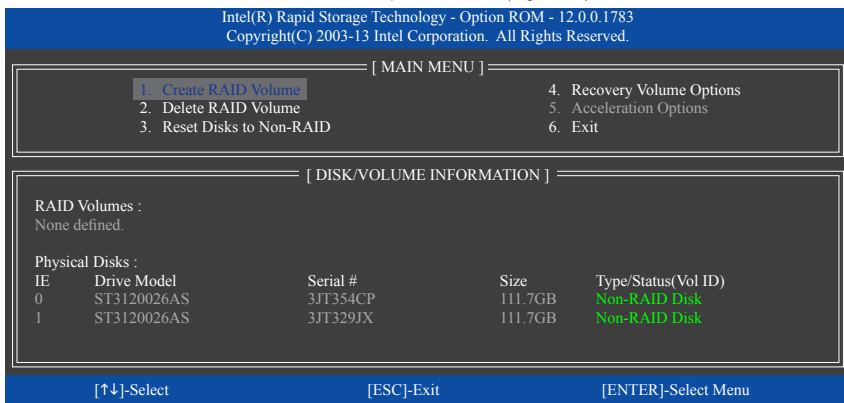 Intel(R) Rapid Storage Technology - Option ROM - 12.0.0.1783
Copyright(C) 2003-13 Intel Corporation. All Rights Reserved.
[ MAIN MENU ]
1. Create RAID Volume 4. Recovery Volume Options
2. Delete RAID Volume 5. Acceleration Options
3. Reset Disks to Non-RAID 6. Exit
[ DISK/VOLUME INFORMATION ]
RAID Volumes :
None defined.
Physical Disks :
IE Drive Model Serial # Size Type/Status(Vol ID)
0 ST3120026AS 3JT354CP 111.7GB Non-RAID Disk
1 ST3120026AS 3JT329JX 111.7GB Non-RAID Disk
[↑↓]-Select [ESC]-Exit [ENTER]-Select Menu